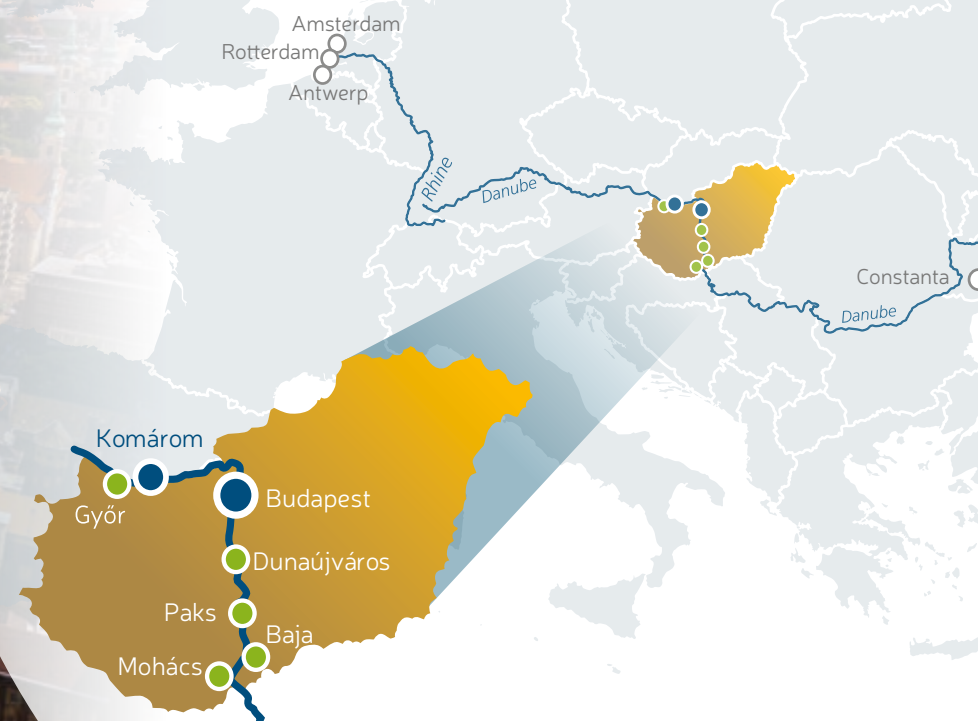 Amsterdam
Rotterdam
Antwerp
Rhine
Danube
Constanta
Danube
Komárom
Győr
Budapest
Dunaújváros
Paks
Baja
Mohács